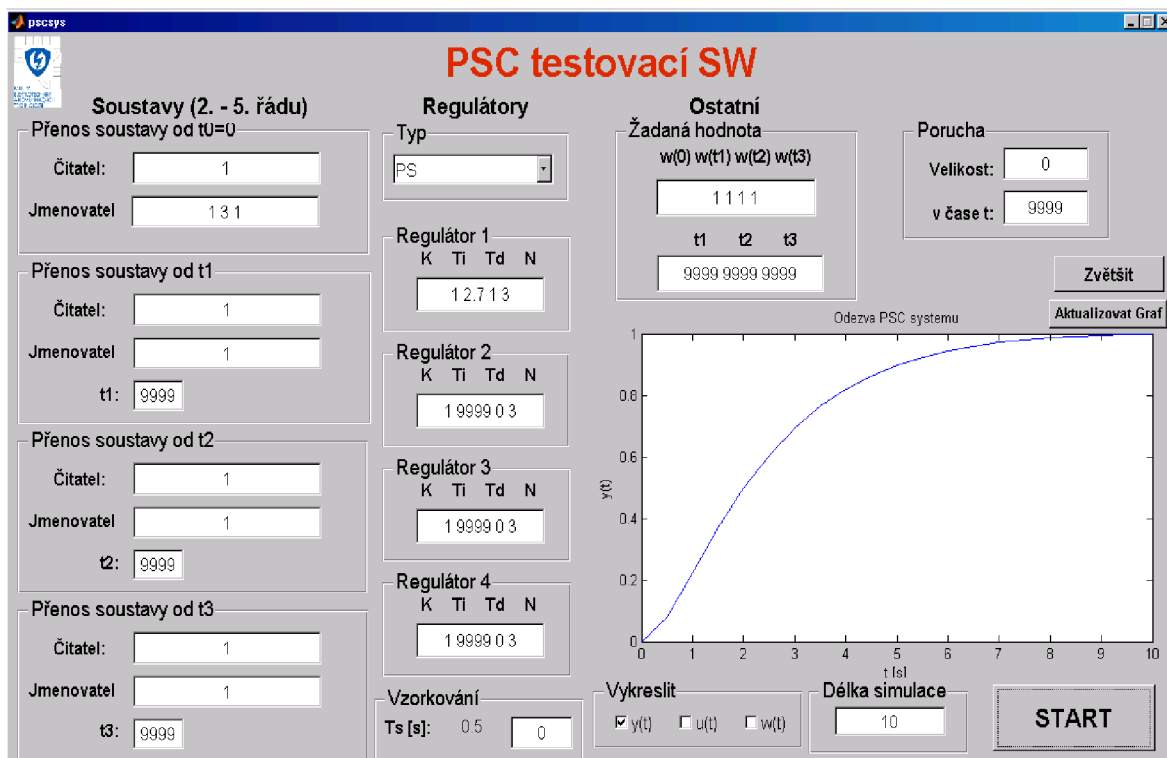 pscsys
PSC testovací SW
Soustavy (2. - 5. řádu)
Přenos soustavy od t0=0
Čitatel: 1
Jmenovatel 1 3 1
Přenos soustavy od t1
Čitatel: 1
Jmenovatel 1
t1: 9999
Přenos soustavy od t2
Čitatel: 1
Jmenovatel 1
t2: 9999
Přenos soustavy od t3
Čitatel: 1
Jmenovatel 1
t3: 9999
Regulátory
Typ
PS
Regulátor 1
K Ti Td N
1 2.7 1 3
Regulátor 2
K Ti Td N
1 9999 0 3
Regulátor 3
K Ti Td N
1 9999 0 3
Regulátor 4
K Ti Td N
1 9999 0 3
Vzorkování
Ts [s]: 0.5 0
Ostatní
Žadaná hodnota
w(0) w(t1) w(t2) w(t3)
1 1 1 1
t1 t2 t3
9999 9999 9999
Porucha
Velikost: 0
v čase t: 9999
Zvětšit
Aktualizovat Graf
Odezva PSC systemu
1
0.8
0.6
0.4
0.2
0
y(t)
0 1 2 3 4 5 6 7 8 9 10
t [s]
Vykreslit
y(t) u(t) w(t)
Délka simulace
10
START